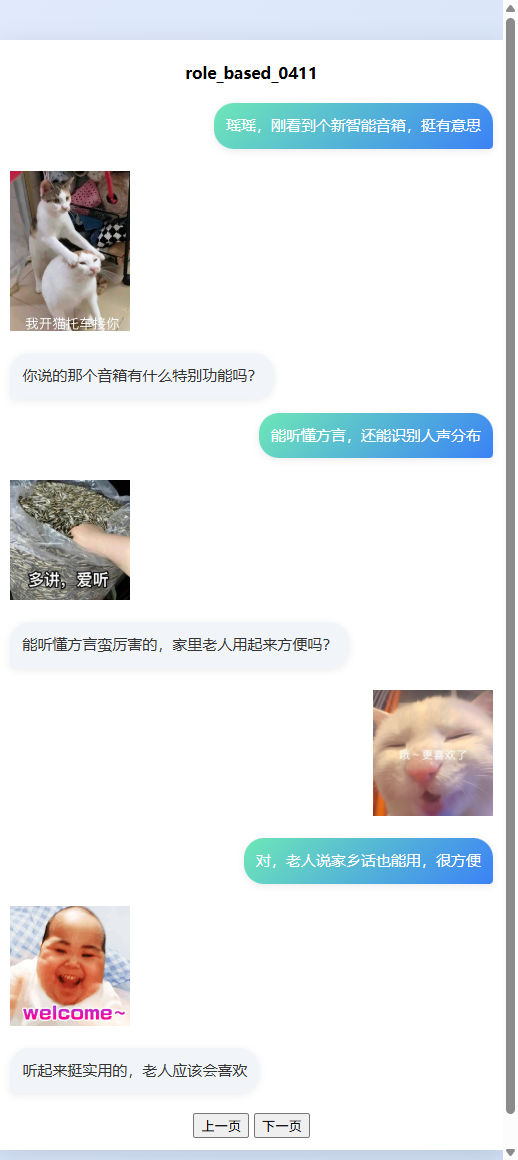 role_based_0411
瑶瑶，刚看到个新智能音箱，挺有意思
我开猫托车接你
你说的那个音箱有什么特别功能吗？
能听懂方言，还能识别人声分布
多讲，爱听
能听懂方言蛮厉害的，家里老人用起来方便吗？
哦～更喜欢了
对，老人说家乡话也能用，很方便
welcome~
听起来挺实用的，老人应该会喜欢
上一页 下一页